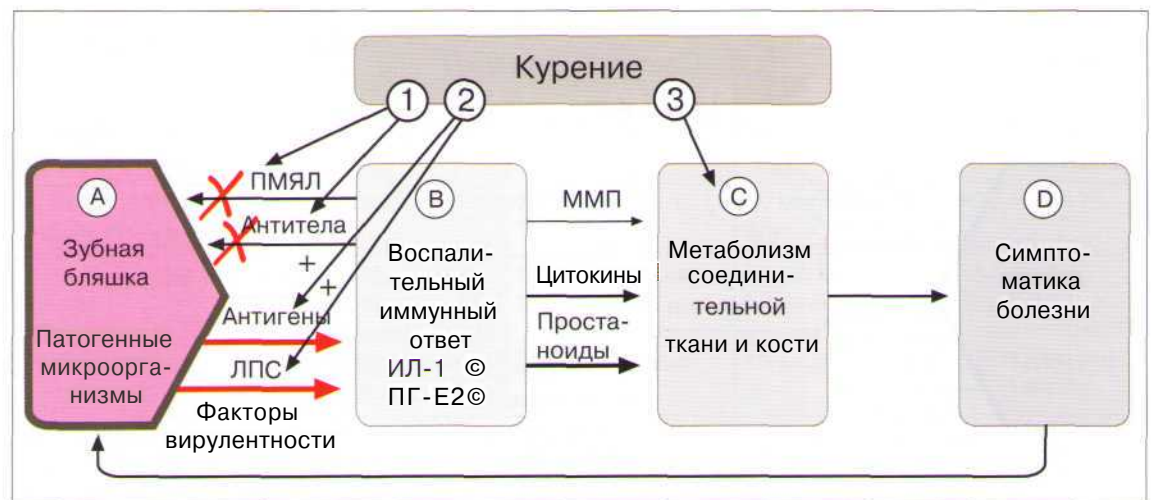 Курение
1 2 3
A
Зубная
бляшка
Патогенные
микроорга-
низмы
ПМЯЛ
Антитела
+
+
Антигены
ЛПС
Факторы
вирулентности
B
Воспали-
тельный
иммунный
ответ
ИЛ-1 ©
ПГ-Е2©
ММП
Цитокины
Проста-
ноиды
C
Метаболизм
соедини-
тельной
ткани и кости
D
Симпто-
матика
болезни